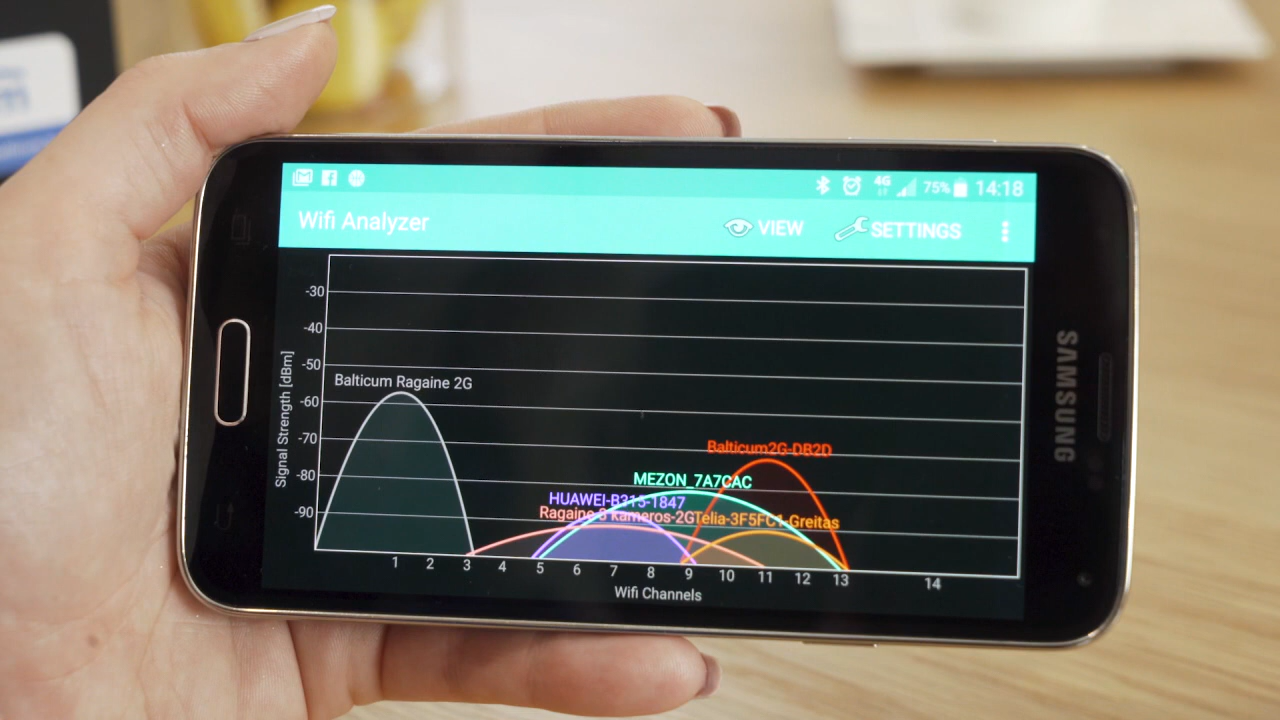 4G 75% 14:18
Wifi Analyzer VIEW SETTINGS
-30
-40
-50
Balticum Ragaine 2G
-60
-70
Balticum2G-DB2D
-80
MEZON_7A7CAC
HUAWEI-B315-1847
-90
Ragaine 3 kameros-2G
Telia-3F5FC1-Greitas
1 2 3 4 5 6 7 8 9 10 11 12 13 14
Wifi Channels
Signal Strength [dBm]
SAMSUNG